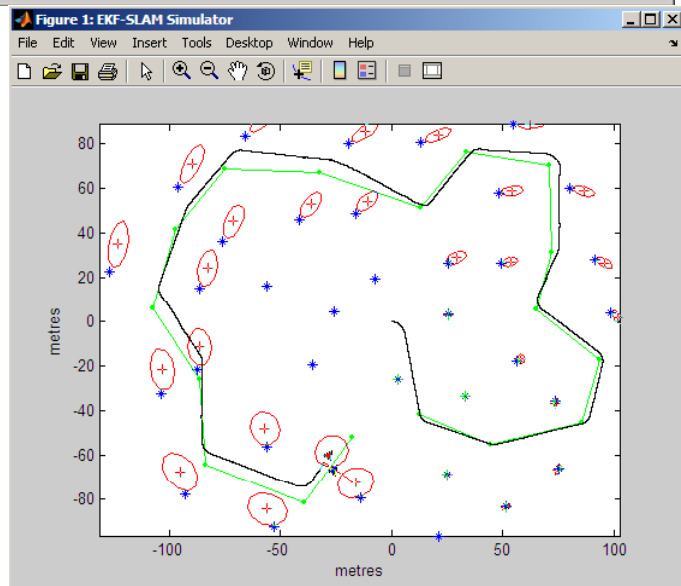 Figure 1: EKF-SLAM Simulator
File Edit View Insert Tools Desktop Window Help
80
60
40
20
0
-20
-40
-60
-80
metres
-100 -50 0 50 100
metres